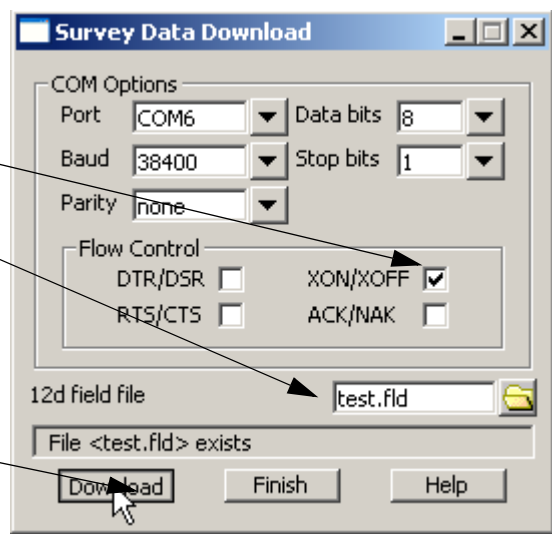 Survey Data Download
COM Options
Port COM6 Data bits 8
Baud 38400 Stop bits 1
Parity none
Flow Control
DTR/DSR XON/XOFF
RTS/CTS ACK/NAK
12d field file test.fld
File <test.fld> exists
Download Finish Help